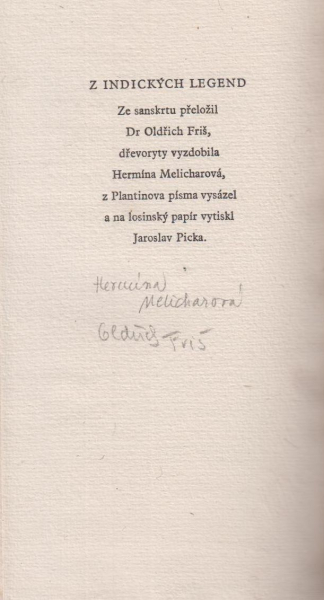 Z INDICKÝCH LEGEND
Ze sanskrtu přeložil
Dr Oldřich Friš,
dřevoryty vyzdobila
Hermína Melicharová,
z Plantinova písma vysázel
a na losinský papír vytiskl
Jaroslav Picka.
Hermína
Melicharová
Oldřich Friš